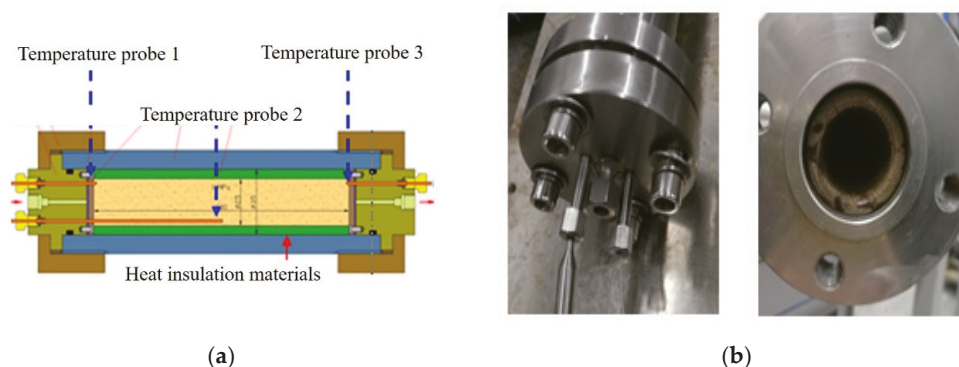 Temperature probe 1
Temperature probe 3
Temperature probe 2
Heat insulation materials
(a)
(b)